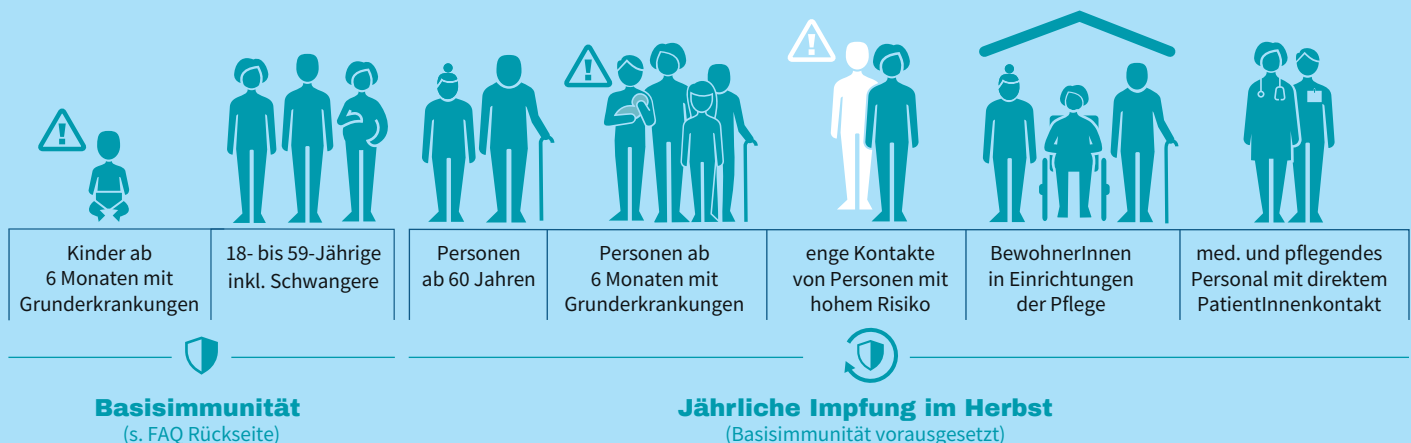 Kinder ab
6 Monaten mit
Grunderkrankungen
18- bis 59-Jährige
inkl. Schwangere
Personen
ab 60 Jahren
Personen ab
6 Monaten mit
Grunderkrankungen
enge Kontakte
von Personen mit
hohem Risiko
BewohnerInnen
in Einrichtungen
der Pflege
med. und pflegendes
Personal mit direktem
PatientInnenkontakt
Basisimmunität
(s. FAQ Rückseite)
Jährliche Impfung im Herbst
(Basisimmunität vorausgesetzt)